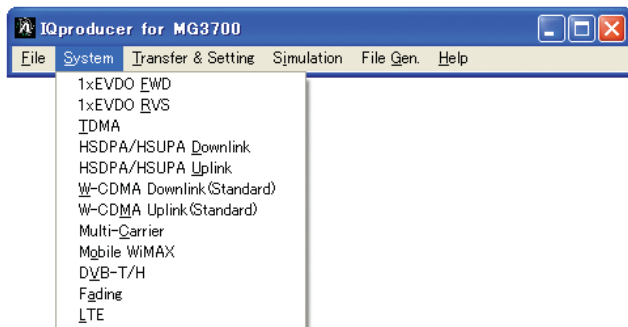 IQproducer for MG3700
File System Transfer & Setting Simulation File Gen. Help
1xEVDO FWD
1xEVDO RVS
TDMA
HSDPA/HSUPA Downlink
HSDPA/HSUPA Uplink
W-CDMA Downlink(Standard)
W-CDMA Uplink(Standard)
Multi-Carrier
Mobile WiMAX
DVB-T/H
Fading
LTE